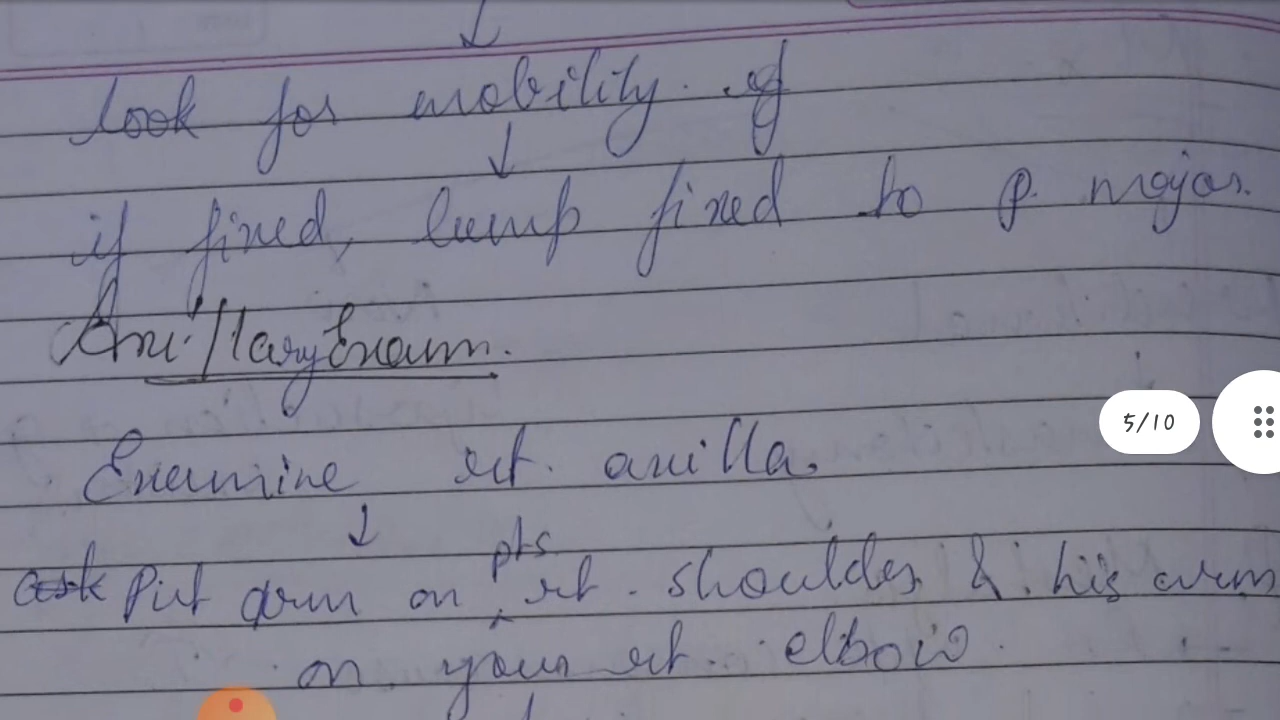 ↓
look for mobility. of
↓
if fixed, lump fixed to p. major.
Axillary Exam.
Examine rt. axilla.
↓
ask Put arm on pts rt. shoulder & his arm
on your rt. elbow.
5/10